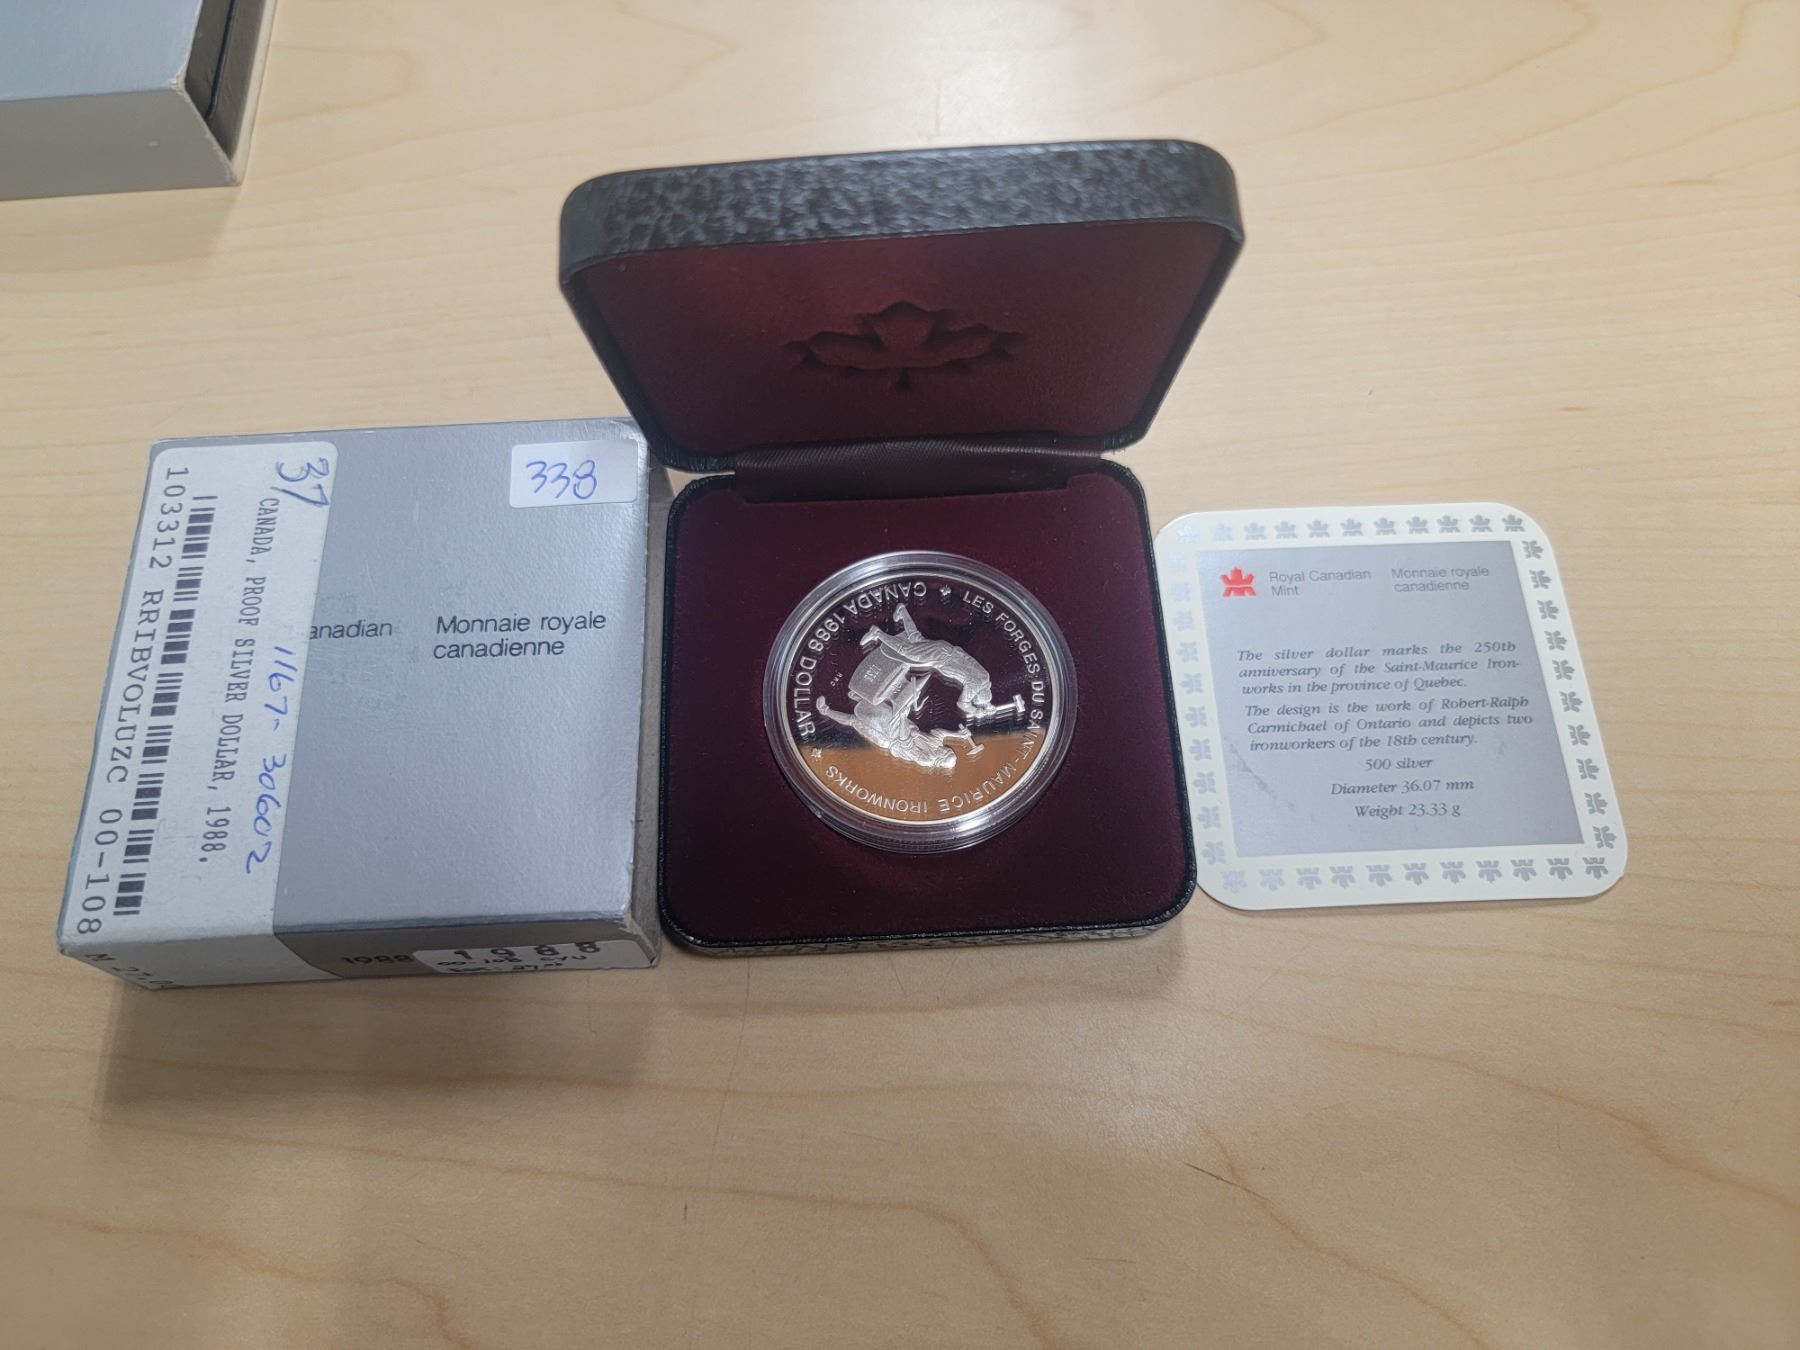 37
CANADA, PROOF SILVER DOLLAR, 1988,
1167- 306002
103312 RRIBVOLUZC 00-108
338
anadian
Monnaie royale
canadienne
1988
1988
LES FORGES DU SAINT-MAURICE IRONWORKS
CANADA 1988 DOLLAR
Royal Canadian
Mint
Monnaie royale
canadienne
The silver dollar marks the 250th
anniversary of the Saint-Maurice Iron-
works in the province of Quebec.
The design is the work of Robert-Ralph
Carmichael of Ontario and depicts two
ironworkers of the 18th century.
500 silver
Diameter 36.07 mm
Weight 23.33 g